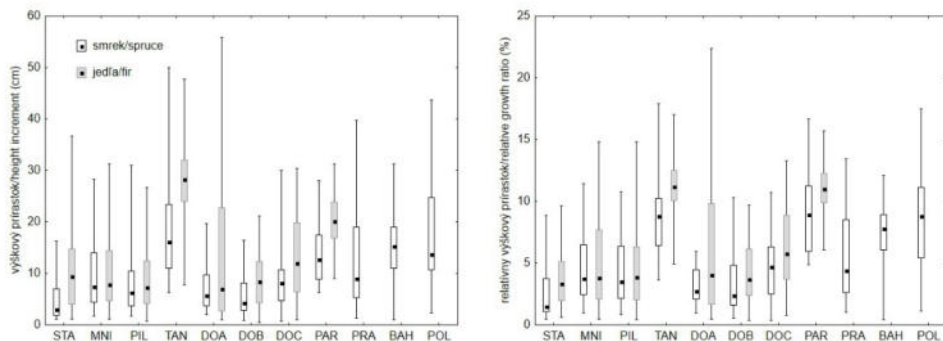 výškový prírastok/height increment (cm)
60
50
40
30
20
10
0
smrek/spruce
jedľa/fir
STA MNI PIL TAN DOA DOB DOC PAR PRA BAH POL
relatívny výškový prírastok/relative growth ratio (%)
25
20
15
10
5
0
STA MNI PIL TAN DOA DOB DOC PAR PRA BAH POL